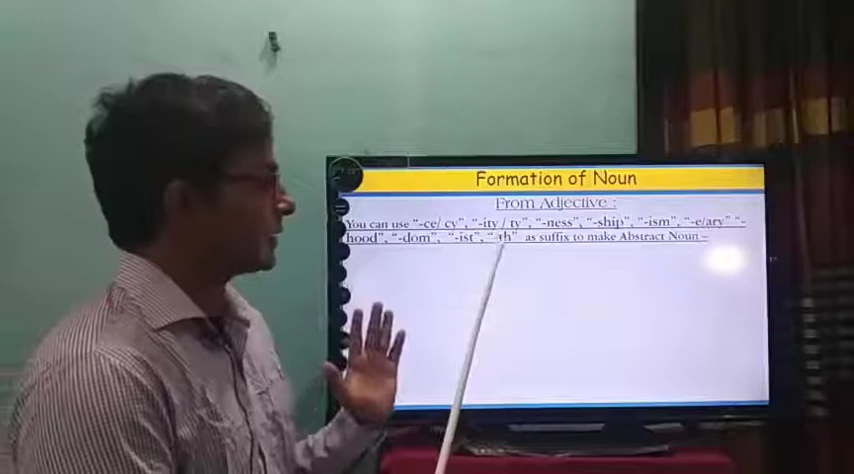 Formation of Noun
From Adjective :
You can use "-ce/ cy", "-ity / ty", "-ness", "-ship", "-ism", "-e/ary" "-
hood", "-dom", "-ist", "-th" as suffix to make Abstract Noun –